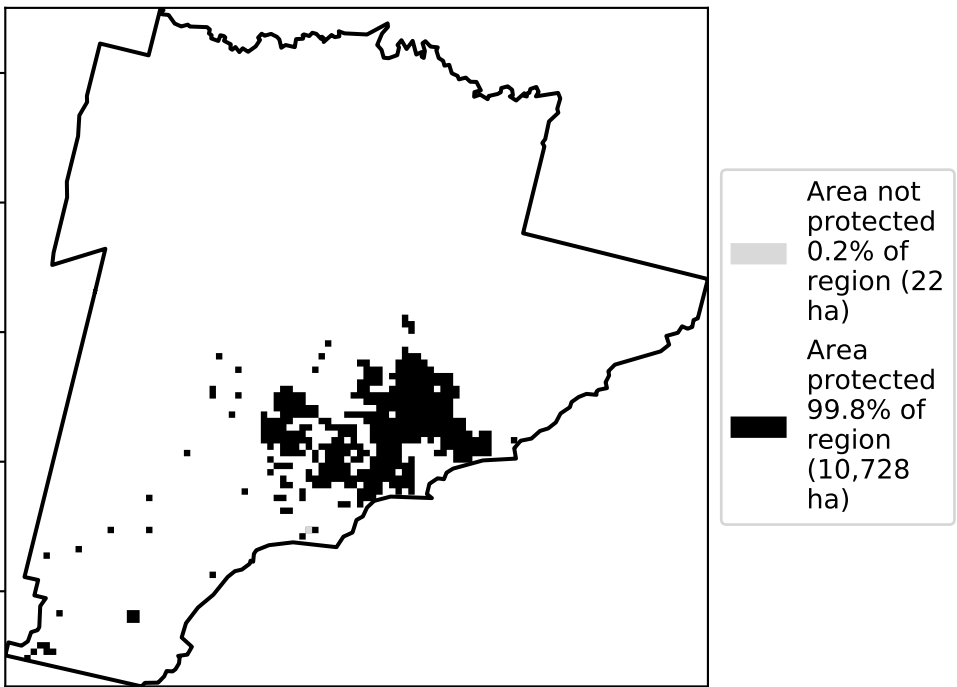 Area not
protected
0.2% of
region (22
ha)
Area
protected
99.8% of
region
(10,728
ha)